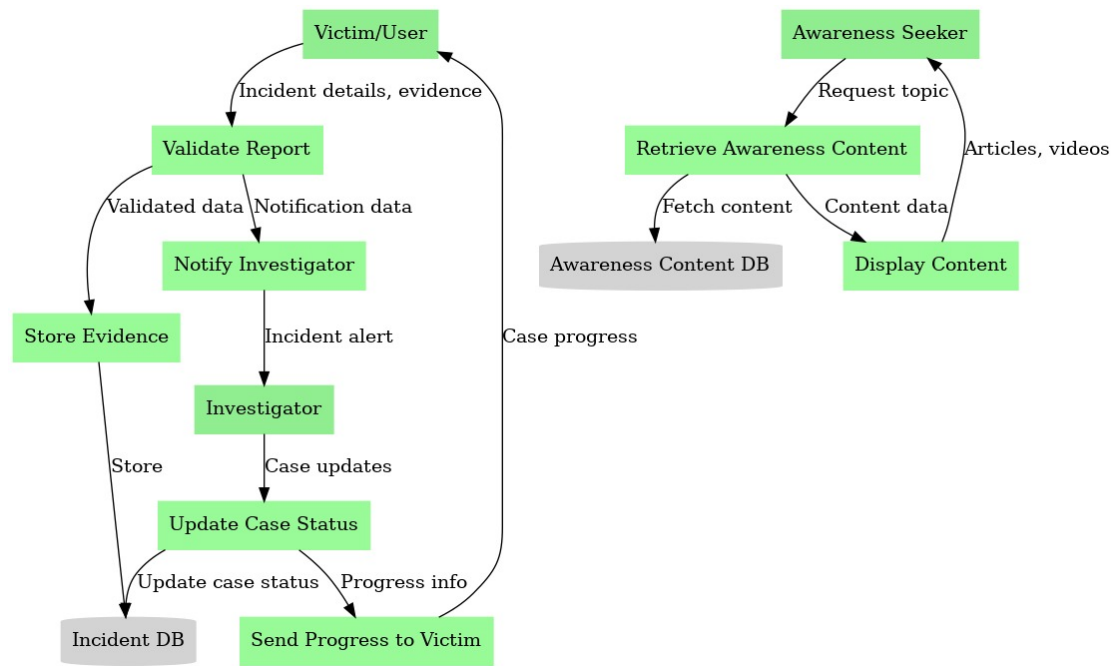 Victim/User
Awareness Seeker
Incident details, evidence
Request topic
Validate Report
Retrieve Awareness Content
Articles, videos
Validated data
Notification data
Fetch content
Content data
Notify Investigator
Awareness Content DB
Display Content
Store Evidence
Incident alert
Case progress
Investigator
Store
Case updates
Update Case Status
Update case status
Progress info
Incident DB
Send Progress to Victim